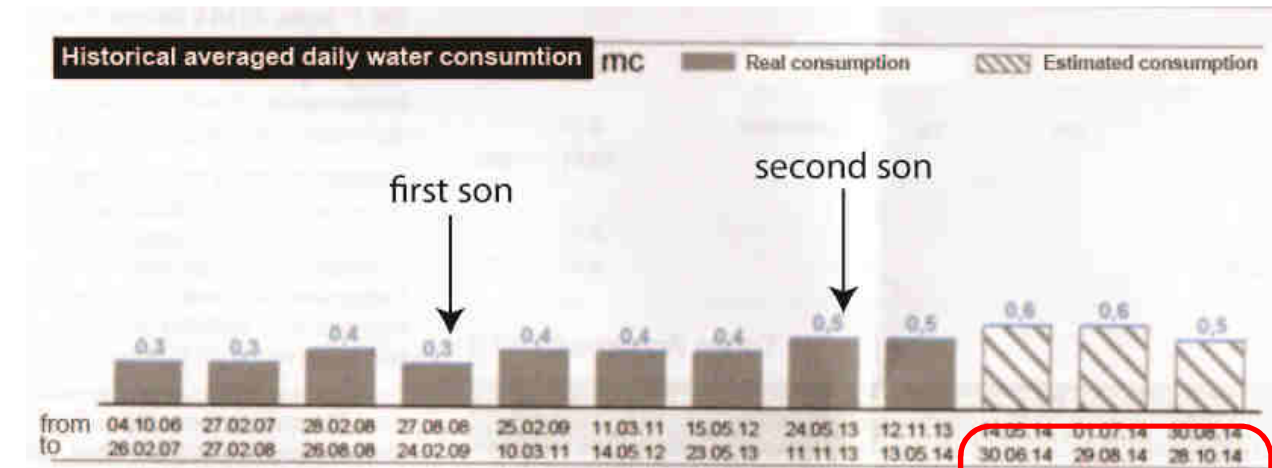 Historical averaged daily water consumtion mc Real consumption Estimated consumption
second son
first son
0,3 0,3 0,4 0,3 0,4 0,4 0,4 0,5 0,5 0,6 0,6 0,5
from 04.10.06 27.02.07 28.02.08 27.08.08 25.02.09 11.03.11 15.05.12 24.05.13 12.11.13 14.05.14 01.07.14 30.08.14
to 26.02.07 27.02.08 26.08.08 24.02.09 10.03.11 14.05.12 23.05.13 11.11.13 13.05.14 30.06.14 29.08.14 28.10.14